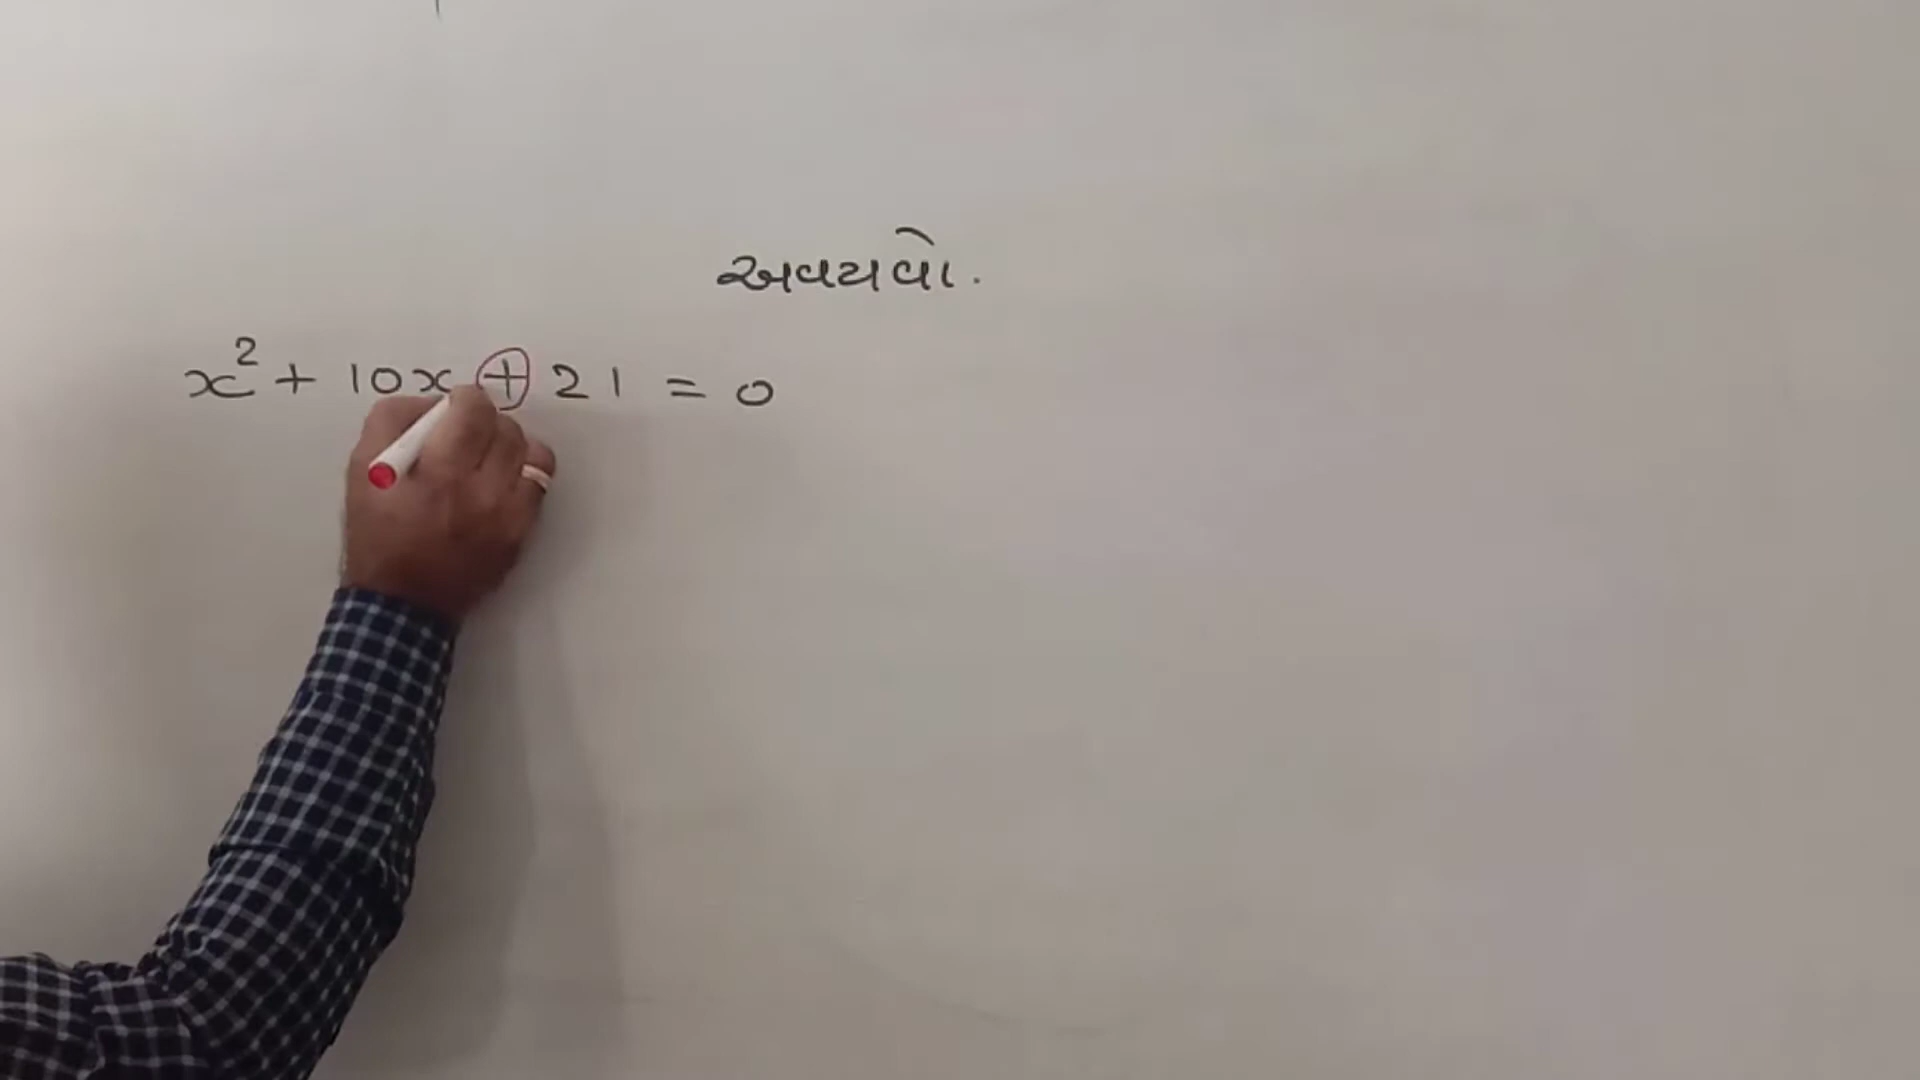 અવયવો.
x² + 10x + 21 = 0